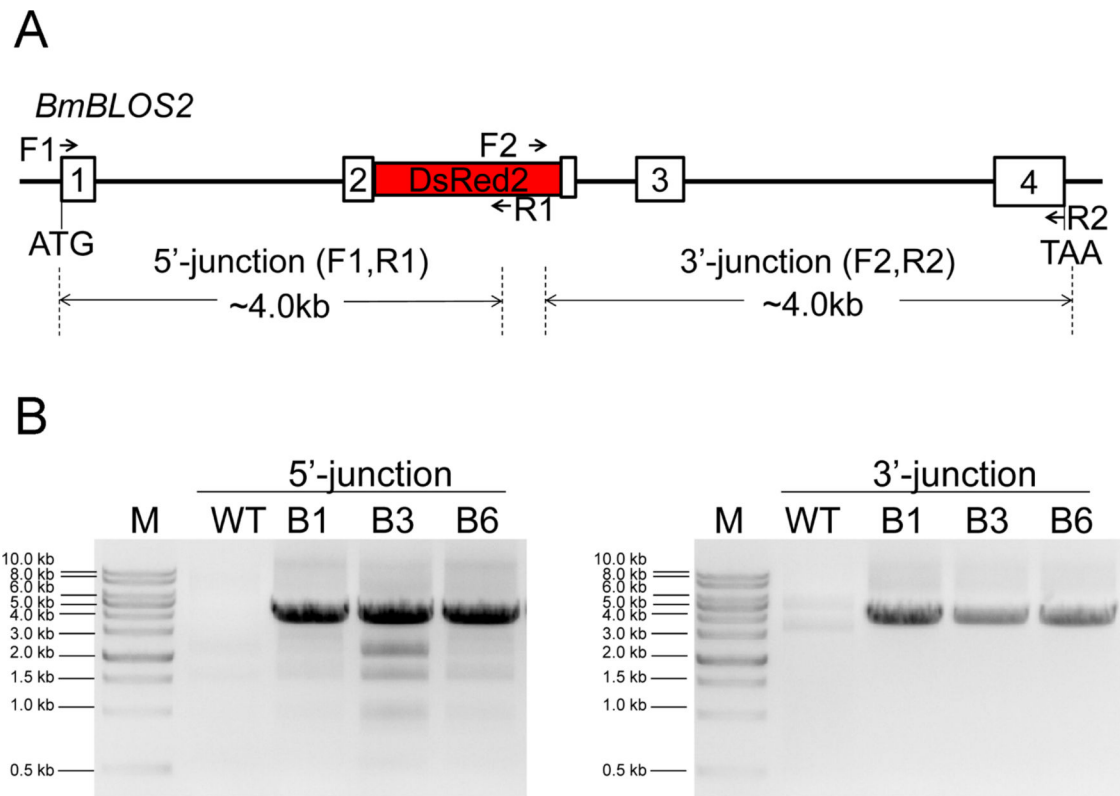 A
BmBLOS2
F1
F2
1
2
DsRed2
3
4
R1
R2
ATG
TAA
5’-junction (F1,R1)
3’-junction (F2,R2)
~4.0kb
~4.0kb
B
5’-junction
3’-junction
M WT B1 B3 B6
M WT B1 B3 B6
10.0 kb
8.0 kb
6.0 kb
5.0 kb
4.0 kb
3.0 kb
2.0 kb
1.5 kb
1.0 kb
0.5 kb
10.0 kb
8.0 kb
6.0 kb
5.0 kb
4.0 kb
3.0 kb
2.0 kb
1.5 kb
1.0 kb
0.5 kb